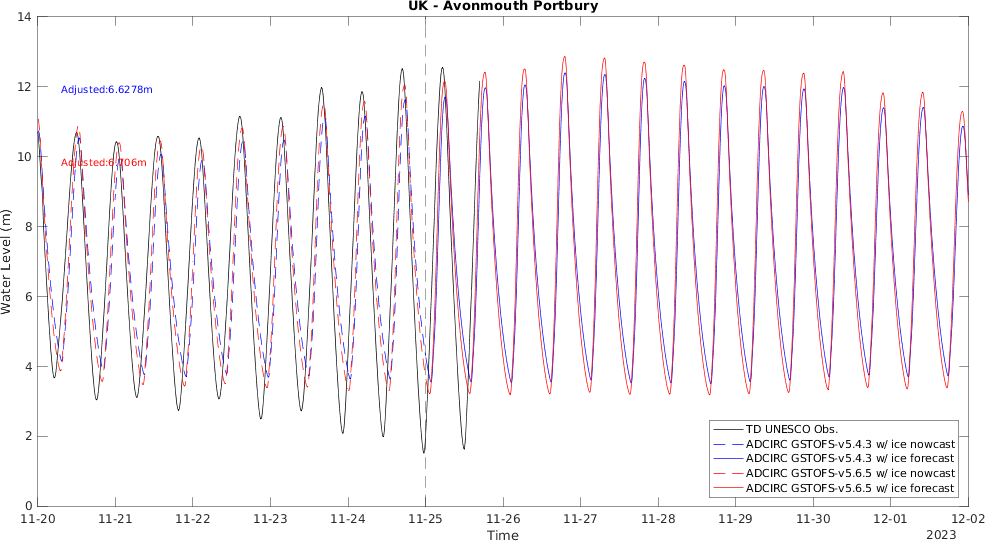 UK - Avonmouth Portbury
14
12
10
8
6
4
2
0
Water Level (m)
Adjusted:6.6278m
TD UNESCO Obs.
ADCIRC GSTOFS-v5.4.3 w/ ice nowcast
ADCIRC GSTOFS-v5.4.3 w/ ice forecast
ADCIRC GSTOFS-v5.6.5 w/ ice nowcast
ADCIRC GSTOFS-v5.6.5 w/ ice forecast
11-20 11-21 11-22 11-23 11-24 11-25 11-26 11-27 11-28 11-29 11-30 12-01 12-02
Time
2023